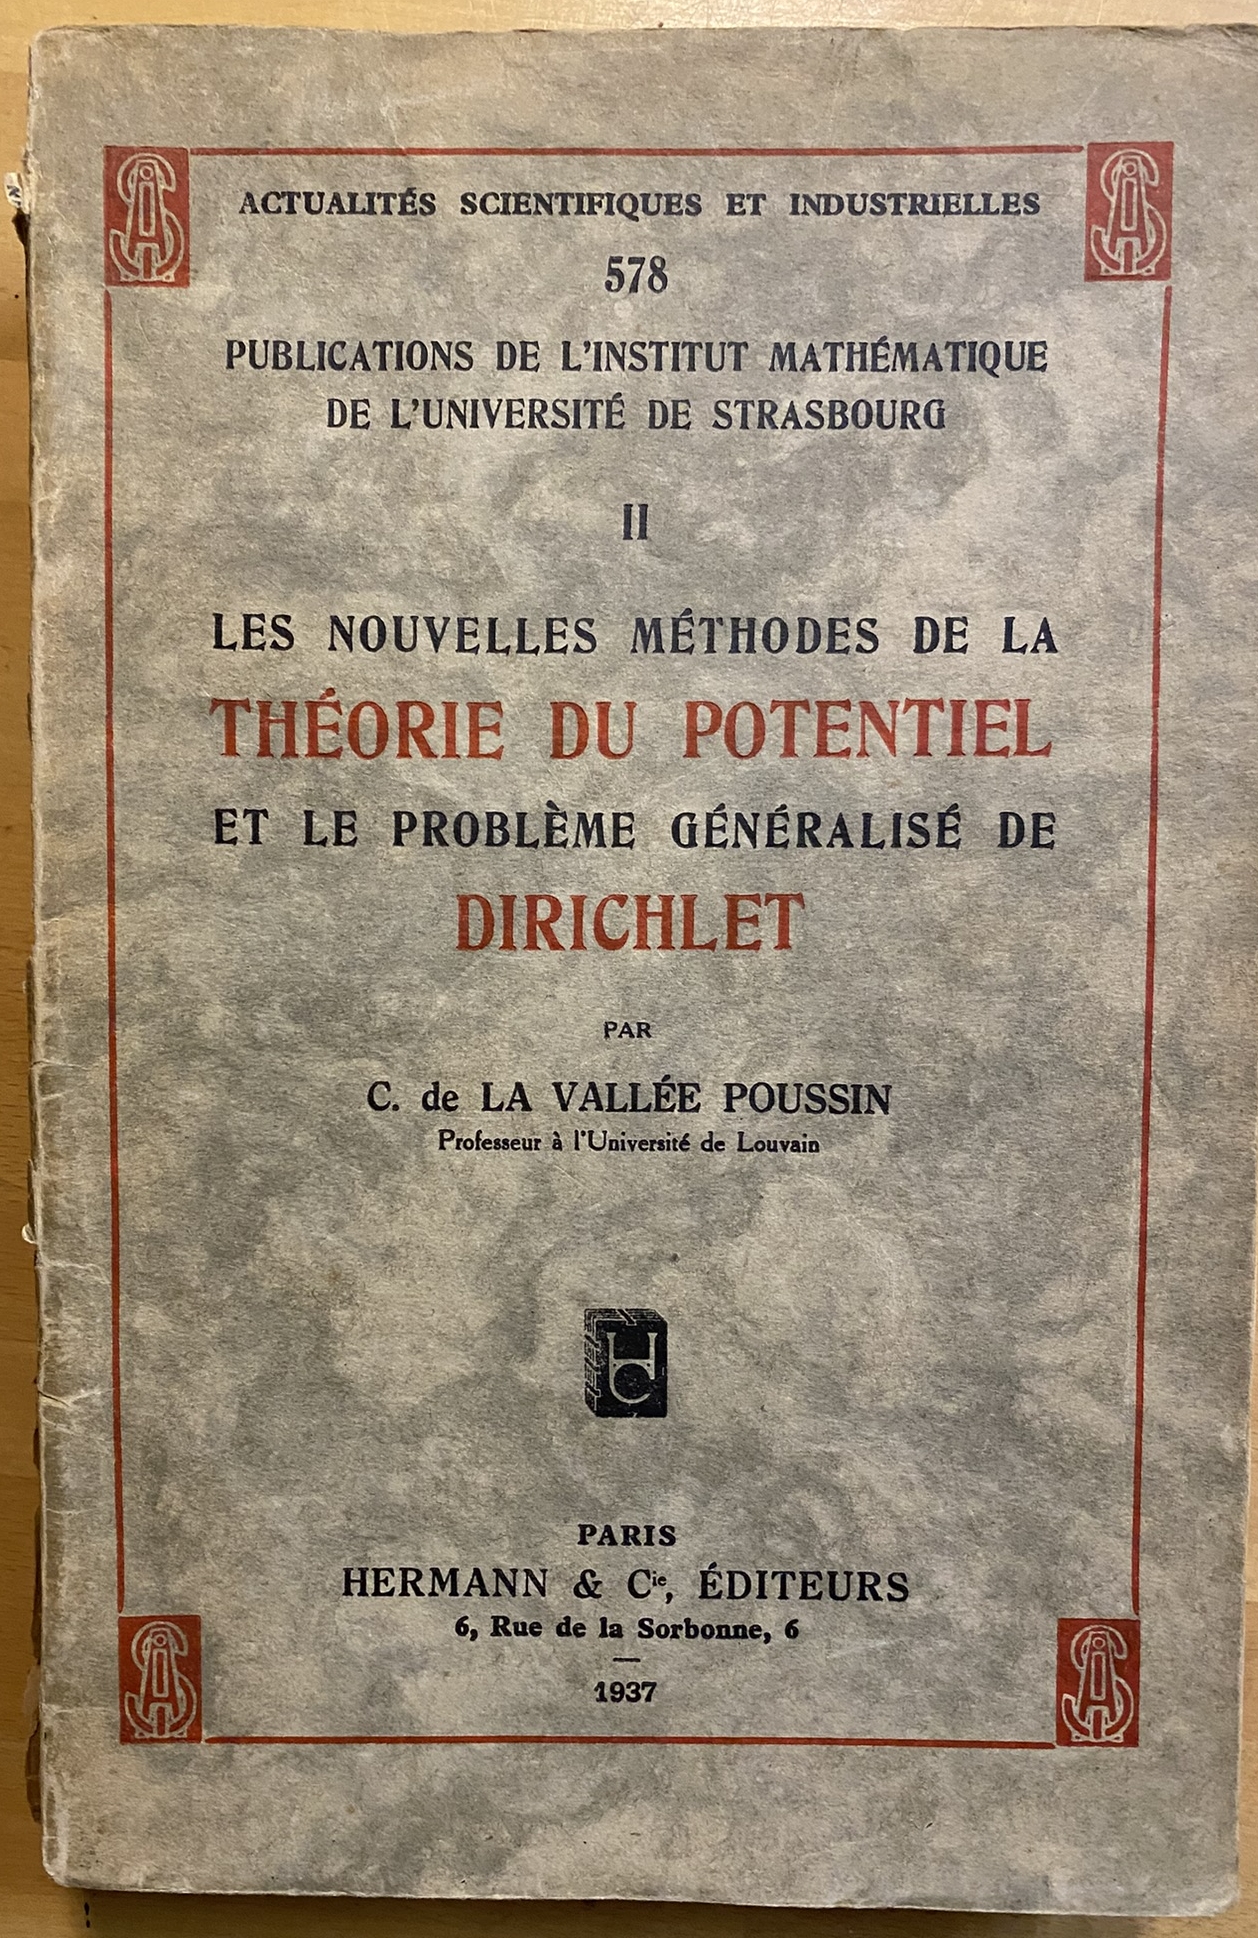 ACTUALITÉS SCIENTIFIQUES ET INDUSTRIELLES
578
PUBLICATIONS DE L'INSTITUT MATHÉMATIQUE
DE L'UNIVERSITÉ DE STRASBOURG
II
LES NOUVELLES MÉTHODES DE LA
THÉORIE DU POTENTIEL
ET LE PROBLÈME GÉNÉRALISÉ DE
DIRICHLET
PAR
C. de LA VALLÉE POUSSIN
Professeur à l'Université de Louvain
HC
PARIS
HERMANN & Cie, ÉDITEURS
6, Rue de la Sorbonne, 6
1937